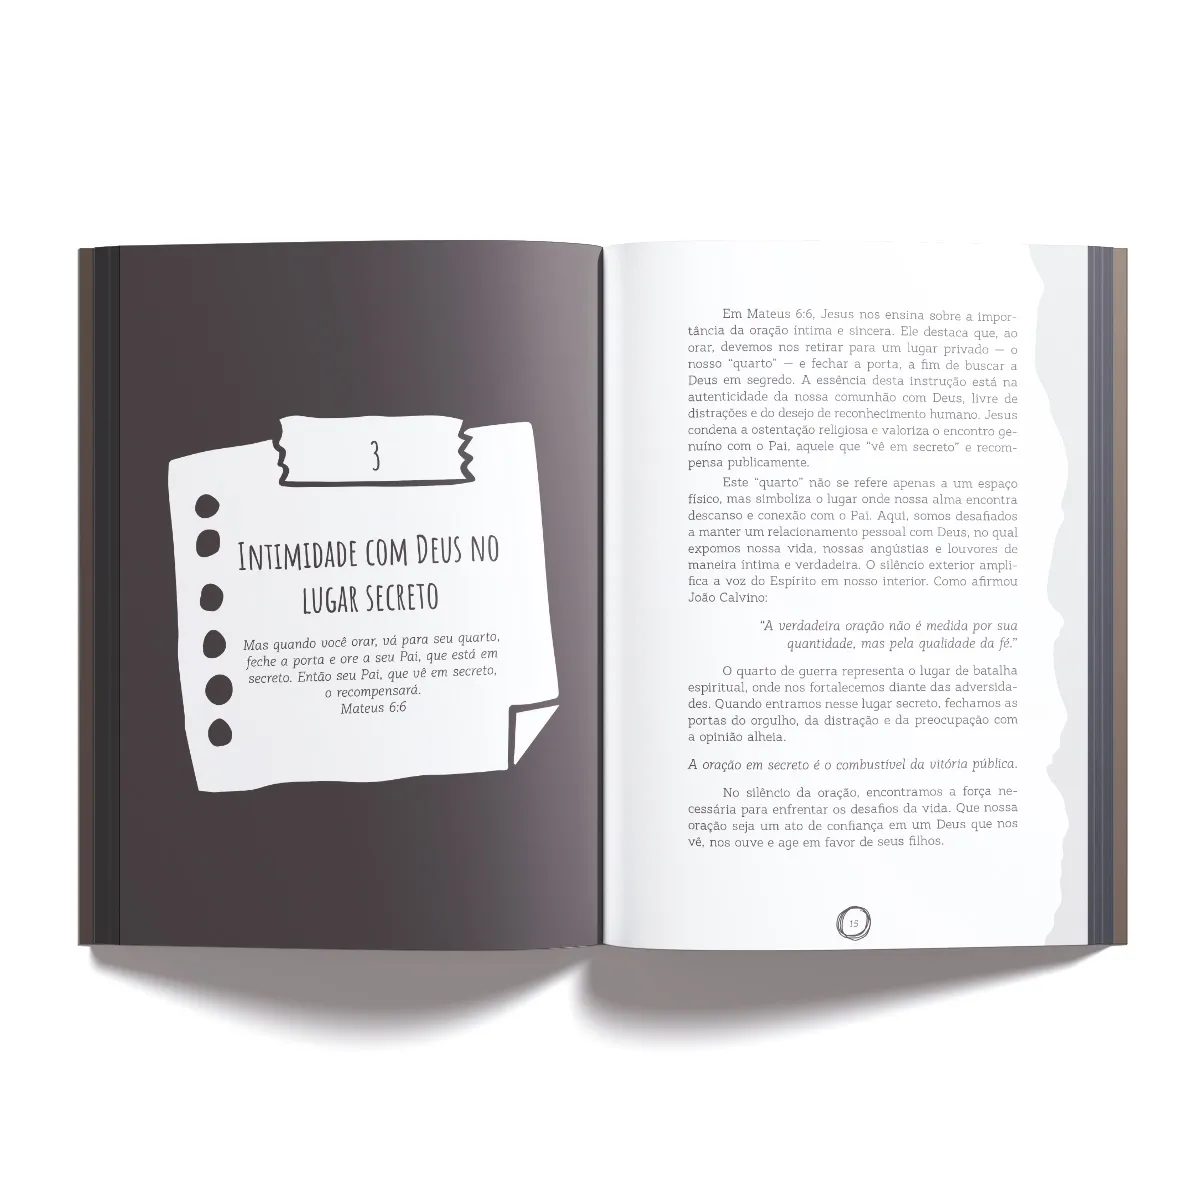 3
Intimidade com Deus no
lugar secreto
Mas quando você orar, vá para seu quarto,
feche a porta e ore a seu Pai, que está em
secreto. Então seu Pai, que vê em secreto,
o recompensará.
Mateus 6:6
Em Mateus 6:6, Jesus nos ensina sobre a impor-
tância da oração íntima e sincera. Ele destaca que, ao
orar, devemos nos retirar para um lugar privado — o
nosso “quarto” — e fechar a porta, a fim de buscar a
Deus em segredo. A essência desta instrução está na
autenticidade da nossa comunhão com Deus, livre de
distrações e do desejo de reconhecimento humano. Jesus
condena a ostentação religiosa e valoriza o encontro ge-
nuíno com o Pai, aquele que “vê em secreto” e recom-
pensa publicamente.
Este “quarto” não se refere apenas a um espaço
físico, mas simboliza o lugar onde nossa alma encontra
descanso e conexão com o Pai. Aqui, somos desafiados
a manter um relacionamento pessoal com Deus, no qual
expomos nossa vida, nossas angústias e louvores de
maneira íntima e verdadeira. O silêncio exterior ampli-
fica a voz do Espírito em nosso interior. Como afirmou
João Calvino:
“A verdadeira oração não é medida por sua
quantidade, mas pela qualidade da fé.”
O quarto de guerra representa o lugar de batalha
espiritual, onde nos fortalecemos diante das adversida-
des. Quando entramos nesse lugar secreto, fechamos as
portas do orgulho, da distração e da preocupação com
a opinião alheia.
A oração em secreto é o combustível da vitória pública.
No silêncio da oração, encontramos a força ne-
cessária para enfrentar os desafios da vida. Que nossa
oração seja um ato de confiança em um Deus que nos
vê, nos ouve e age em favor de seus filhos.
15